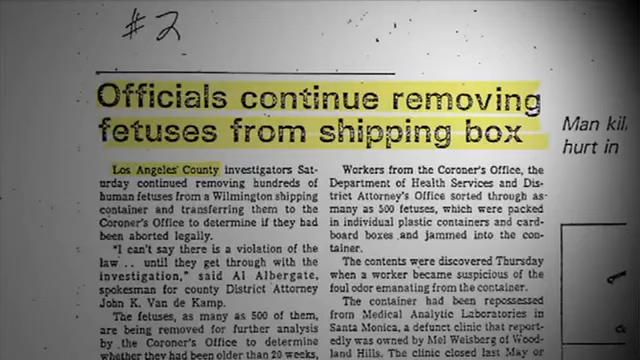 #2
Officials continue removing
fetuses from shipping box
Los Angeles County investigators Sat-
urday continued removing hundreds of
human fetuses from a Wilmington shipping
container and transferring them to the
Coroner's Office to determine if they had
been aborted legally.
"I can't say there is a violation of the
law .. until they get through with the
investigation," said Al Albergate,
spokesman for county District Attorney
John K. Van de Kamp.
The fetuses, as many as 500 of them,
are being removed for further analysis
by the Coroner's Office to determine
whether they had been older than 20 weeks,
Workers from the Coroner's Office, the
Department of Health Services and Dis-
trict Attorney's Office sorted through as
many as 500 fetuses, which were packed
in individual plastic containers and card-
board boxes and jammed into the con-
tainer.
The contents were discovered Thursday
when a worker became suspicious of the
foul odor emanating from the container.
The container had been repossessed
from Medical Analytic Laboratories in
Santa Monica, a defunct clinic that report-
edly was owned by Mel Weisberg of Wood-
land Hills. The clinic closed last May or
Man kil
hurt in